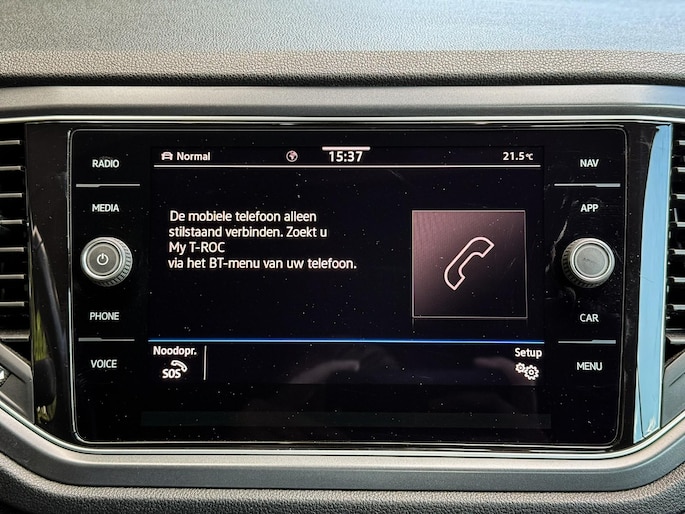 RADIO
MEDIA
PHONE
VOICE
Normal
15:37
21.5°C
De mobiele telefoon alleen
stilstaand verbinden. Zoekt u
My T-ROC
via het BT-menu van uw telefoon.
Noodopr.
SOS
Setup
NAV
APP
CAR
MENU